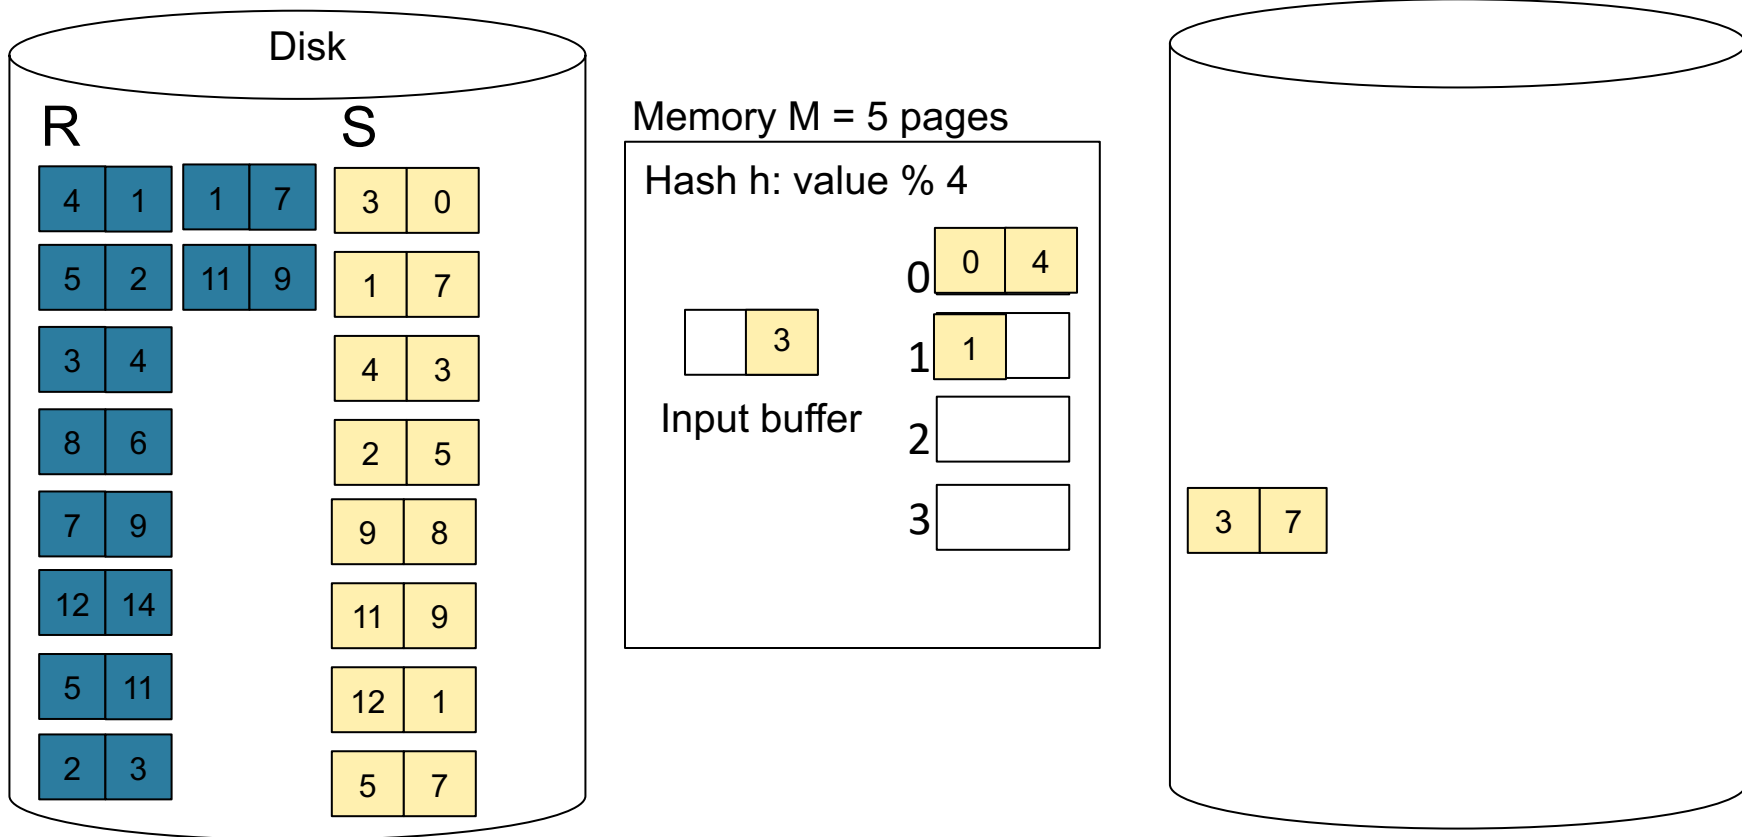 Disk
R S
4 1 1 7 3 0
5 2 11 9 1 7
3 4 4 3
8 6 2 5
7 9 9 8
12 14 11 9
5 11 12 1
2 3 5 7
Memory M = 5 pages
Hash h: value % 4
0 0 4
3
Input buffer
1 1
2
3
3 7